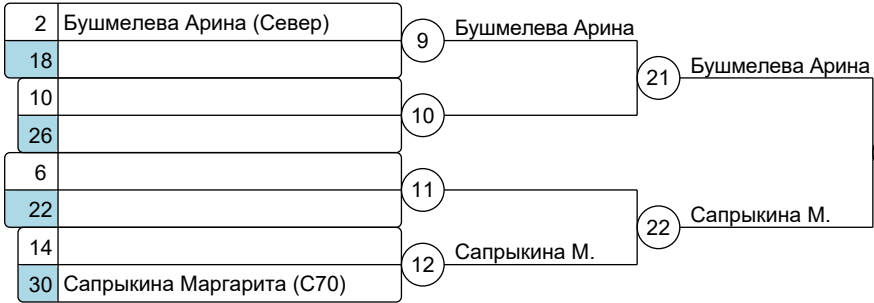 2 Бушмелева Арина (Север)
18
10
26
6
22
14
30 Сапрыкина Маргарита (С70)
9 Бушмелева Арина
10
11
12 Сапрыкина М.
21 Бушмелева Арина
22 Сапрыкина М.